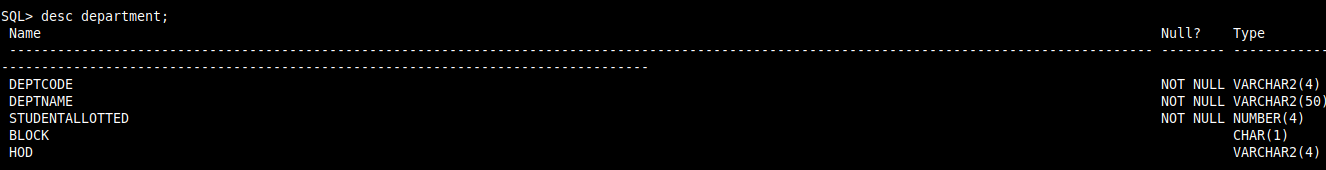 SQL> desc department;
Name Null? Type
----------------------------------------------------------------------------------------------------------------------------------------------- -------- ------------
---------------------------------------------------------------------------------
DEPTCODE NOT NULL VARCHAR2(4)
DEPTNAME NOT NULL VARCHAR2(50)
STUDENTALLOTTED NOT NULL NUMBER(4)
BLOCK CHAR(1)
HOD VARCHAR2(4)